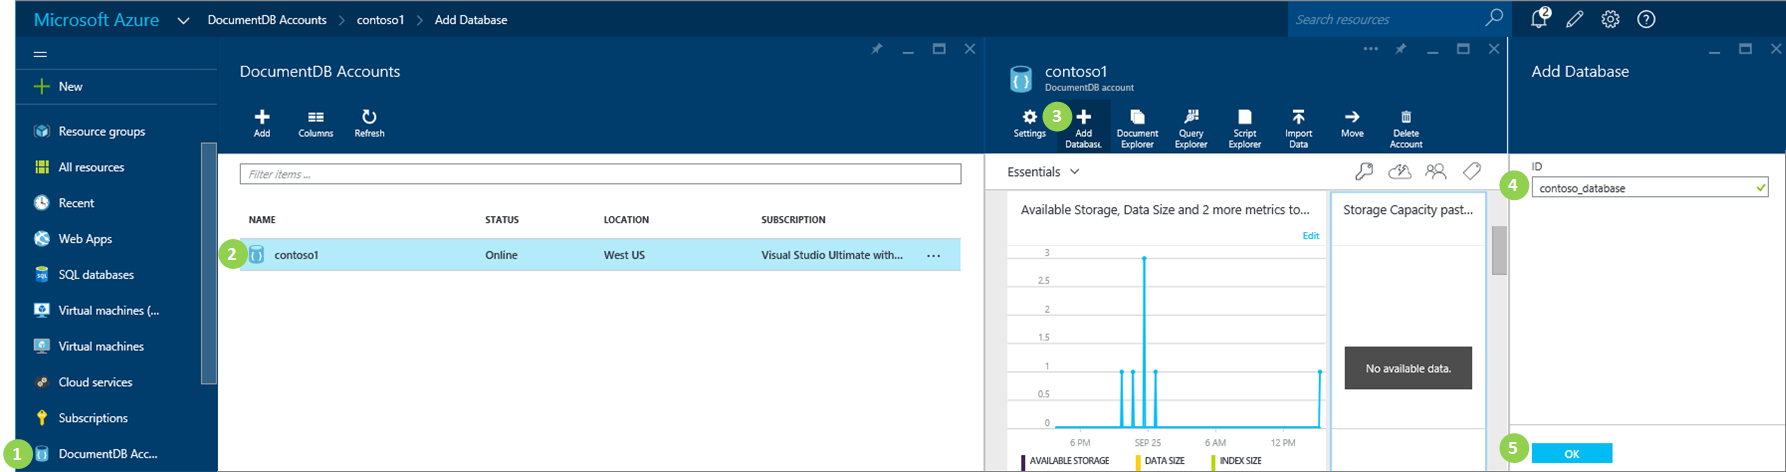 Microsoft Azure
DocumentDB Accounts > contoso1 > Add Database
Search resources
2
New
Resource groups
All resources
Recent
Web Apps
SQL databases
Virtual machines (...
Virtual machines
Cloud services
Subscriptions
1
DocumentDB Acc...
DocumentDB Accounts
Add
Columns
Refresh
Filter items ...
NAME STATUS LOCATION SUBSCRIPTION
2
contoso1 Online West US Visual Studio Ultimate with... ...
contoso1
DocumentDB account
Settings
3
Add
Database
Document
Explorer
Query
Explorer
Script
Explorer
Import
Data
Move
Delete
Account
Essentials
Available Storage, Data Size and 2 more metrics to...
Edit
3
2.5
2
1.5
1
0.5
0
6 PM SEP 25 6 AM 12 PM
AVAILABLE STORAGE DATA SIZE INDEX SIZE
Storage Capacity past...
No available data.
Add Database
ID
4
contoso_database
5
OK